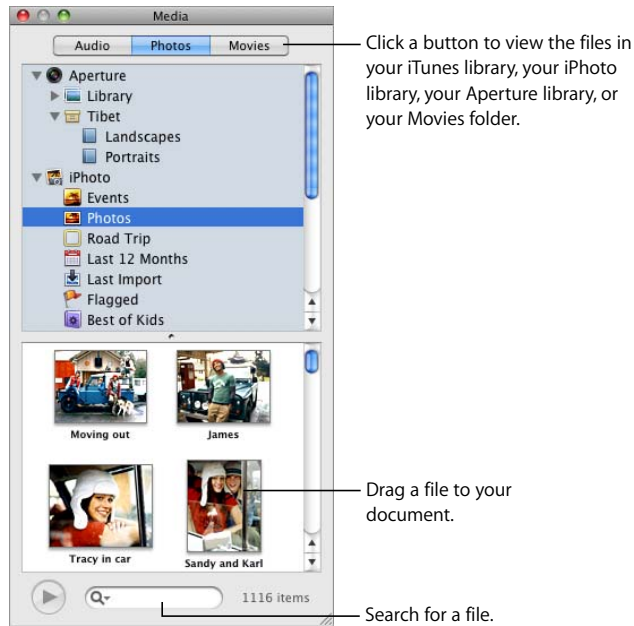 Media
Audio Photos Movies
Click a button to view the files in
your iTunes library, your iPhoto
library, your Aperture library, or
your Movies folder.
Aperture
Library
Tibet
Landscapes
Portraits
iPhoto
Events
Photos
Road Trip
Last 12 Months
Last Import
Flagged
Best of Kids
Moving out
James
Drag a file to your
document.
Tracy in car
Sandy and Karl
1116 items
Search for a file.